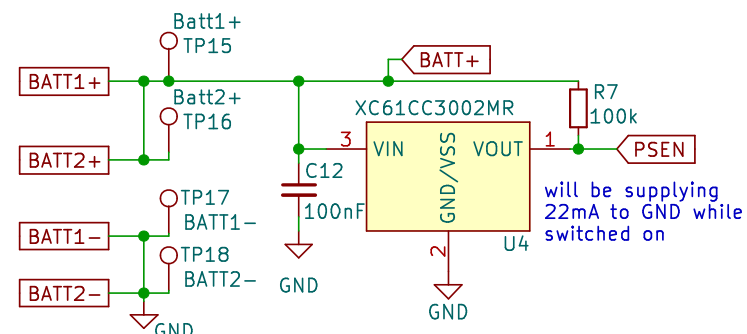 Batt1+
TP15
BATT1+
BATT+
Batt2+
TP16
R7
100k
XC61CC3002MR
3
VIN
GND/VSS
VOUT
1
PSEN
BATT2+
C12
100nF
will be supplying
22mA to GND while
switched on
TP17
BATT1-
BATT1-
U4
2
TP18
BATT2-
GND
BATT2-
GND
GND